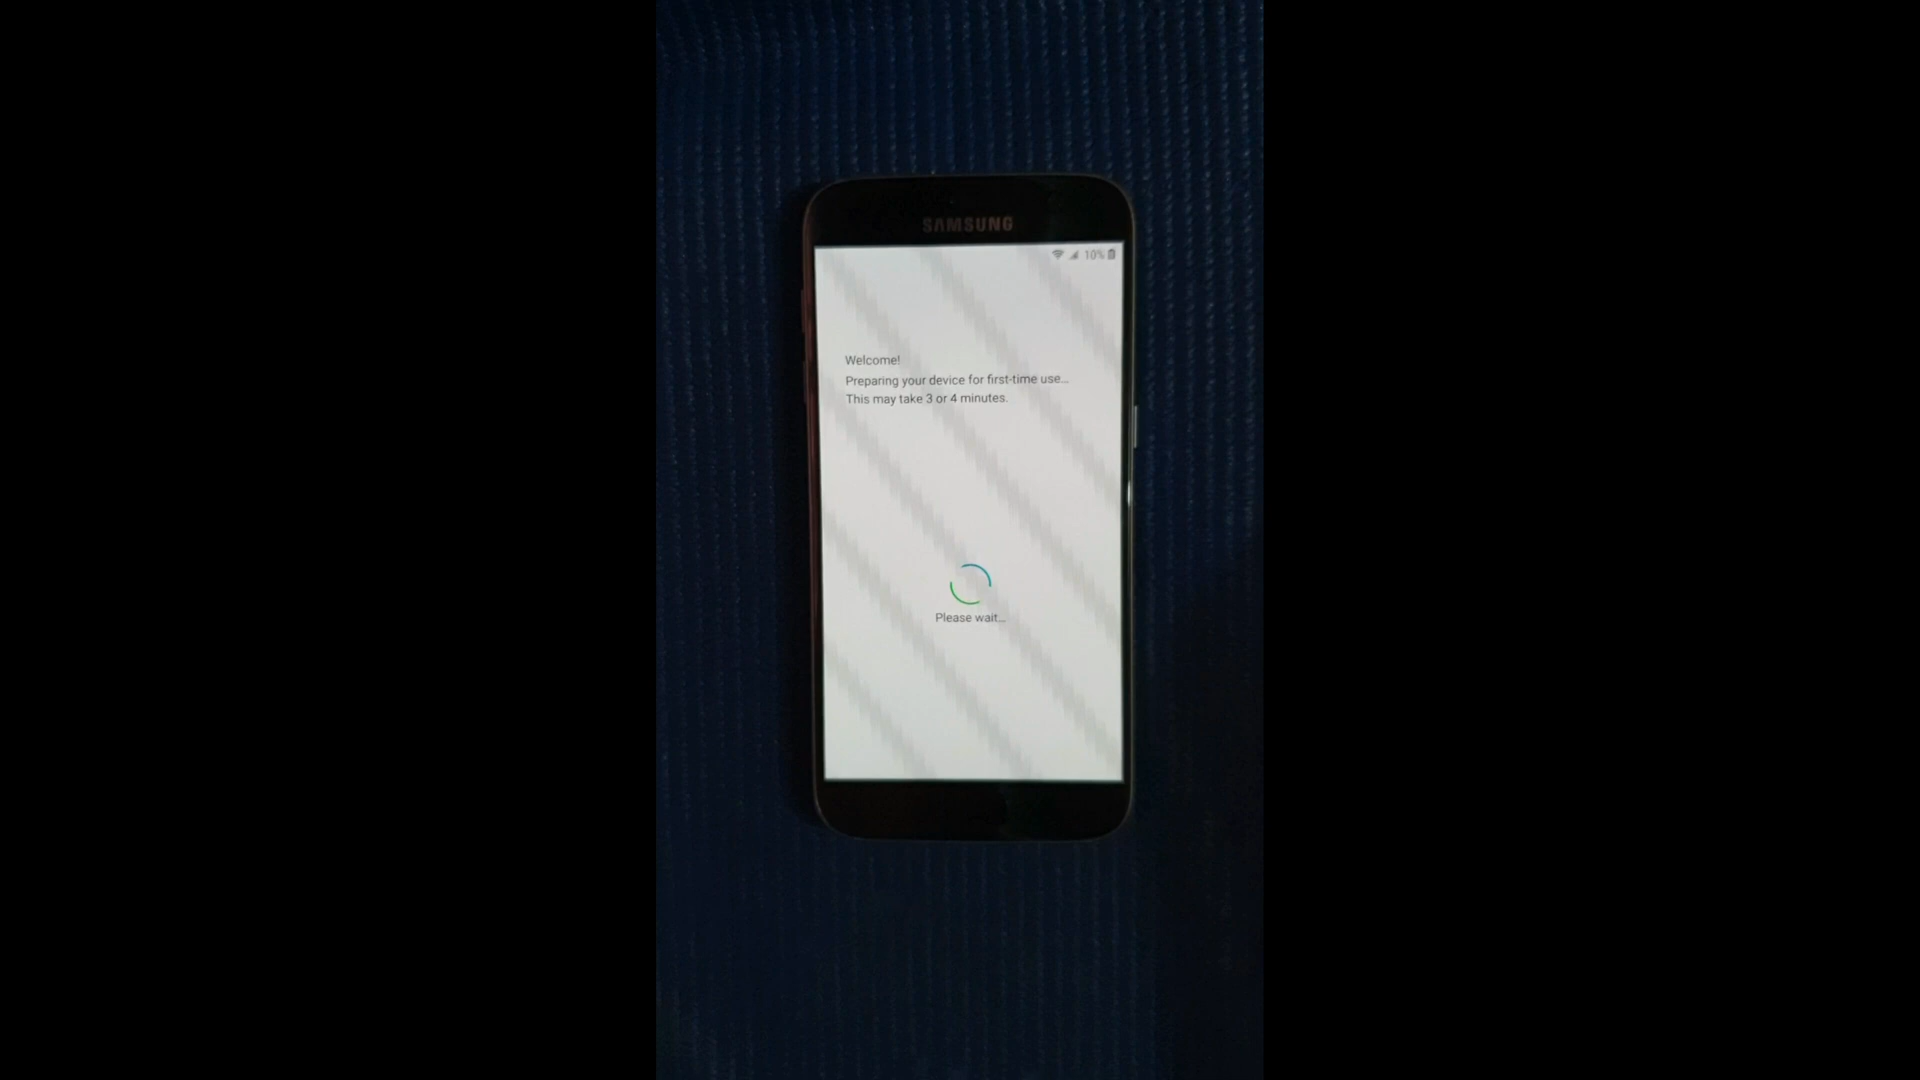 SAMSUNG
10%
Welcome!
Preparing your device for first-time use...
This may take 3 or 4 minutes.
Please wait...